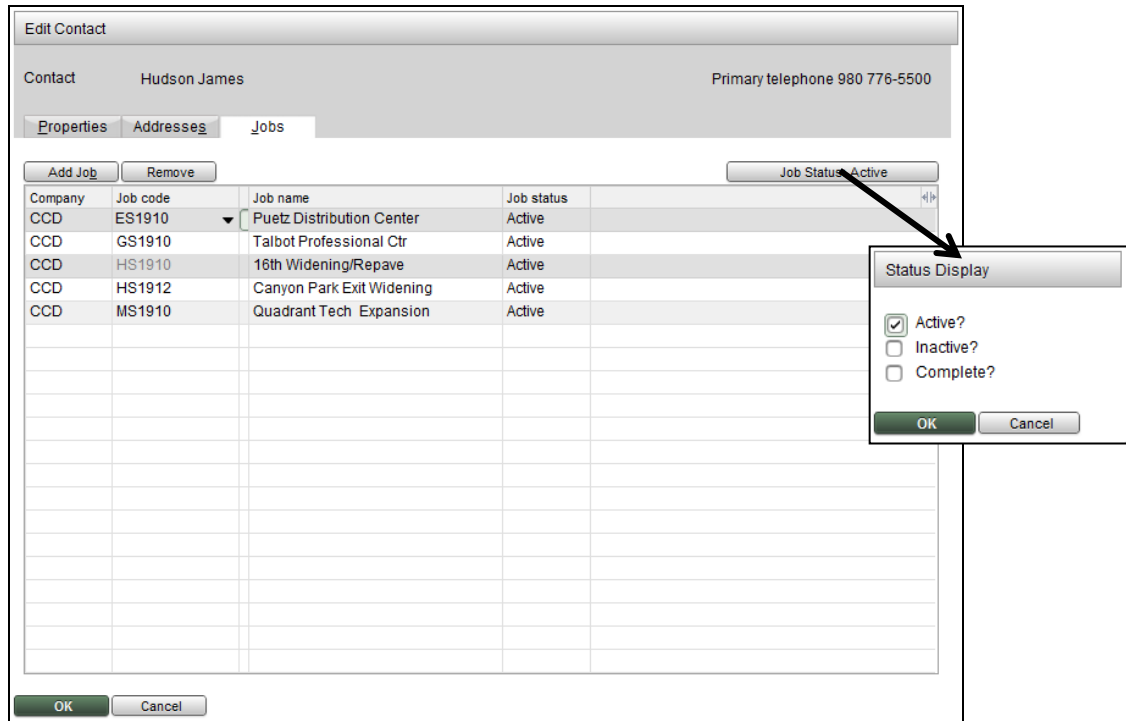 Edit Contact
Contact Hudson James Primary telephone 980 776-5500
Properties Addresses Jobs
Add Job Remove Job Status: Active
Company Job code Job name Job status
CCD ES1910 Puetz Distribution Center Active
CCD GS1910 Talbot Professional Ctr Active
CCD HS1910 16th Widening/Repave Active
CCD HS1912 Canyon Park Exit Widening Active
CCD MS1910 Quadrant Tech Expansion Active
Status Display
Active?
Inactive?
Complete?
OK Cancel
OK Cancel